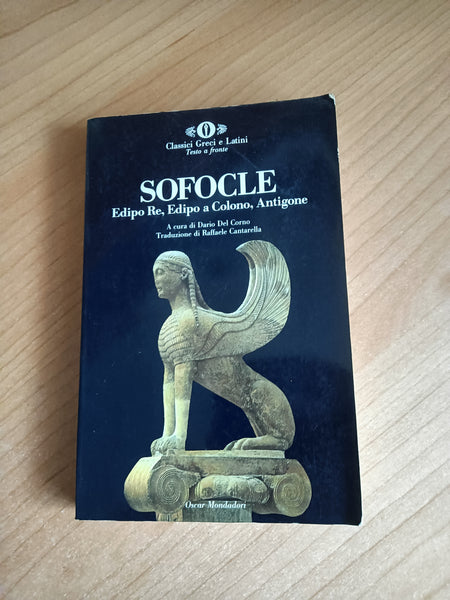 Classici Greci e Latini
Testo a fronte
SOFOCLE
Edipo Re, Edipo a Colono, Antigone
A cura di Dario Del Corno
Traduzione di Raffaele Cantarella
Oscar Mondadori